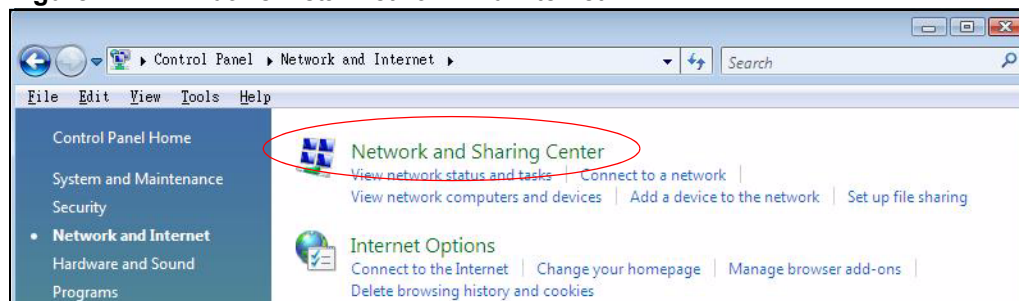 Control Panel Network and Internet Search
File Edit View Tools Help
Control Panel Home
System and Maintenance
Security
Network and Internet
Hardware and Sound
Programs
Network and Sharing Center
View network status and tasks Connect to a network
View network computers and devices Add a device to the network Set up file sharing
Internet Options
Connect to the Internet Change your homepage Manage browser add-ons
Delete browsing history and cookies